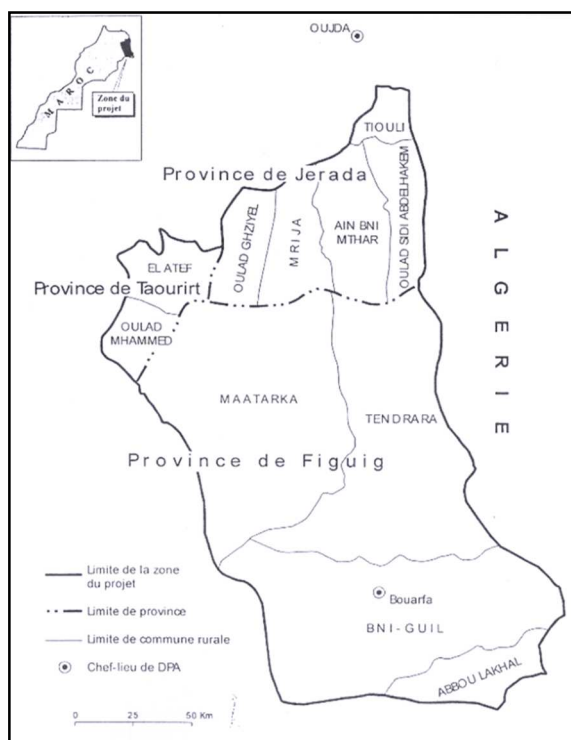 OUJDA
MAROC
Zone du
projet
TIOULI
Province de Jerada
OULAD GHZIYEL
MRIJA
AIN BNI
MTHAR
OULAD SIDI ABDELHAKEM
ALGERIE
EL ATEF
Province de Taourirt
OULAD
MHAMMED
MAATARKA
TENDRARA
Province de Figuig
Limite de la zone
du projet
Limite de province
Limite de commune rurale
Chef-lieu de DPA
Bouarfa
BNI-GUIL
ABBOU LAKHAL
0 50 Km